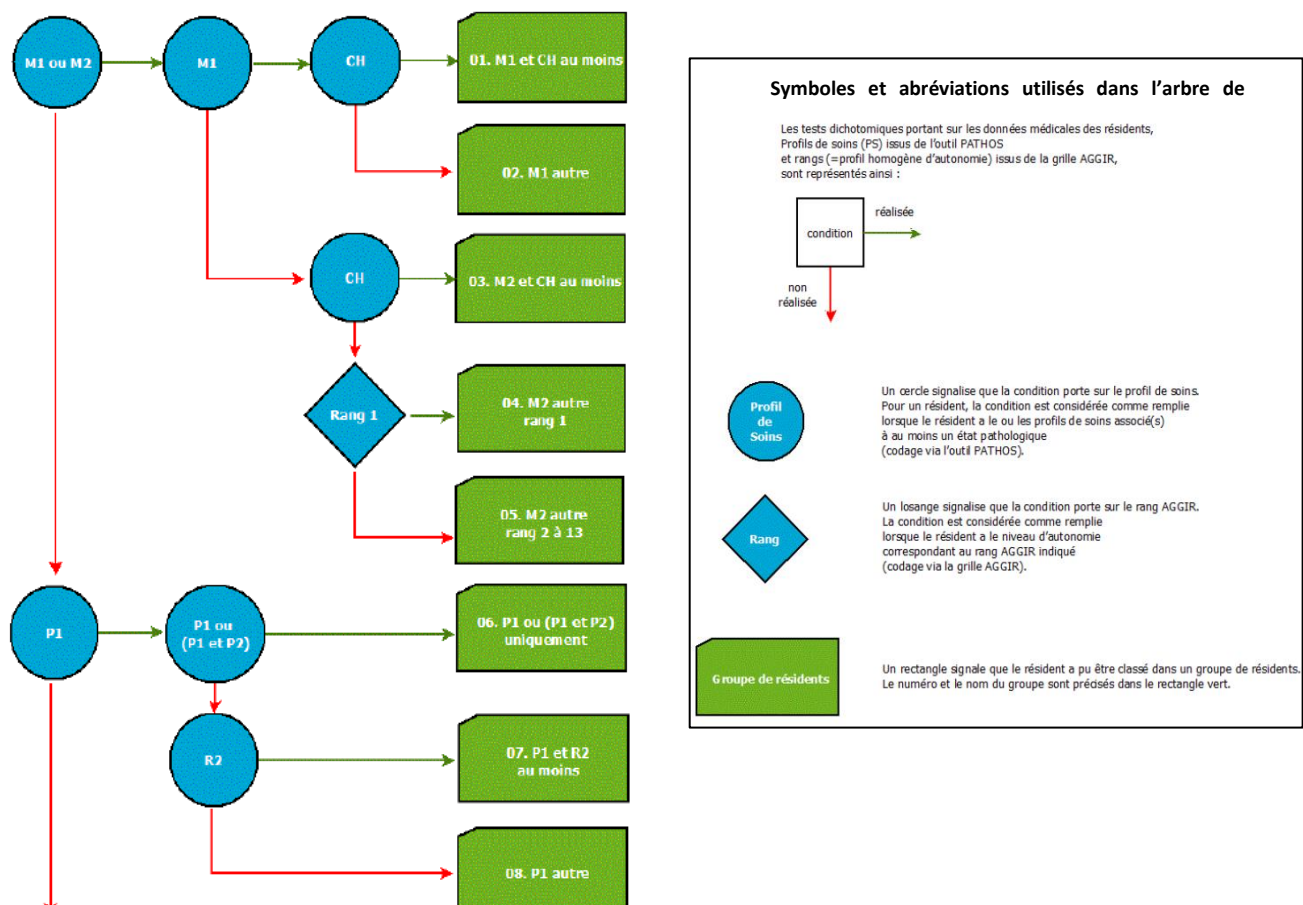 M1 ou M2
M1
CH
01. M1 et CH au moins
02. M1 autre
CH
03. M2 et CH au moins
Rang 1
04. M2 autre
rang 1
05. M2 autre
rang 2 à 13
P1
P1 ou
(P1 et P2)
06. P1 ou (P1 et P2)
uniquement
R2
07. P1 et R2
au moins
08. P1 autre
Symboles et abréviations utilisés dans l'arbre de
Les tests dichotomiques portant sur les données médicales des résidents,
Profils de soins (PS) issus de l'outil PATHOS
et rangs (=profil homogène d'autonomie) issus de la grille AGGIR,
sont représentés ainsi :
condition
réalisée
non
réalisée
Profil
de
Soins
Un cercle signalise que la condition porte sur le profil de soins.
Pour un résident, la condition est considérée comme remplie
lorsque le résident a le ou les profils de soins associé(s)
à au moins un état pathologique
(codage via l'outil PATHOS).
Rang
Un losange signalise que la condition porte sur le rang AGGIR.
La condition est considérée comme remplie
lorsque le résident a le niveau d'autonomie
correspondant au rang AGGIR indiqué
(codage via la grille AGGIR).
Groupe de résidents
Un rectangle signale que le résident a pu être classé dans un groupe de résidents.
Le numéro et le nom du groupe sont précisés dans le rectangle vert.